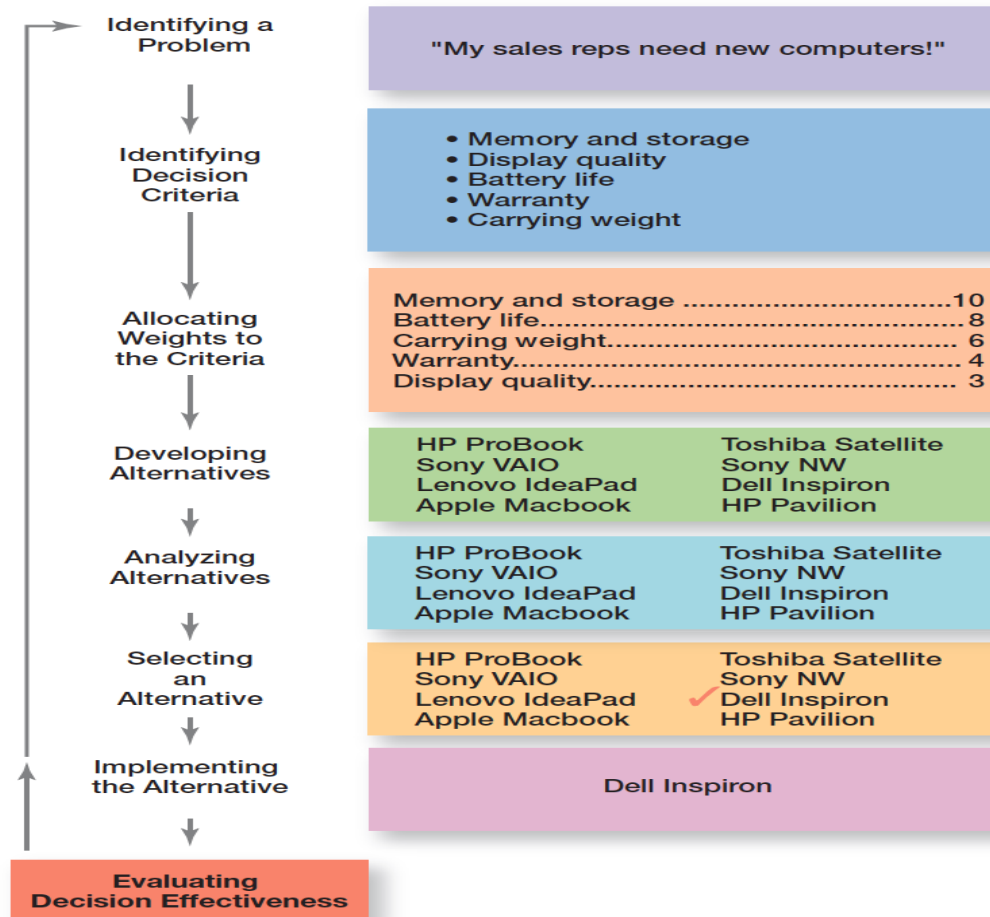 Identifying a
Problem
"My sales reps need new computers!"
Identifying
Decision
Criteria
• Memory and storage
• Display quality
• Battery life
• Warranty
• Carrying weight
Allocating
Weights to
the Criteria
Memory and storage ................................10
Battery life...................................................... 8
Carrying weight............................................. 6
Warranty...................................................... 4
Display quality............................................ 3
Developing
Alternatives
HP ProBook Toshiba Satellite
Sony VAIO Sony NW
Lenovo IdeaPad Dell Inspiron
Apple Macbook HP Pavilion
Analyzing
Alternatives
HP ProBook Toshiba Satellite
Sony VAIO Sony NW
Lenovo IdeaPad Dell Inspiron
Apple Macbook HP Pavilion
Selecting
an
Alternative
HP ProBook Toshiba Satellite
Sony VAIO Sony NW
Lenovo IdeaPad ✓ Dell Inspiron
Apple Macbook HP Pavilion
Implementing
the Alternative
Dell Inspiron
Evaluating
Decision Effectiveness